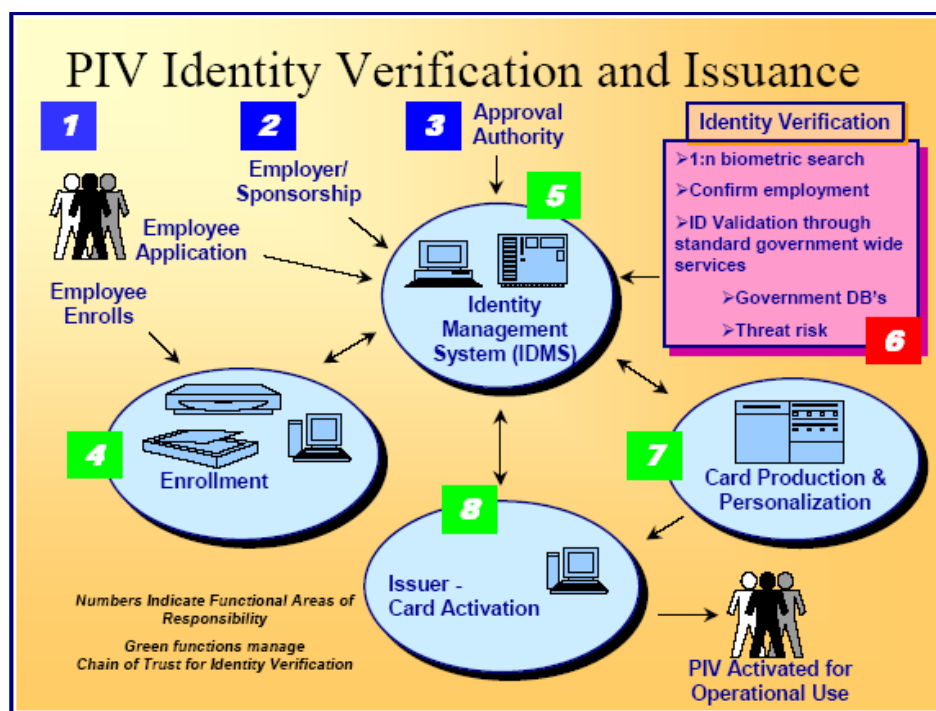 PIV Identity Verification and Issuance
1
2
3
Approval
Authority
Identity Verification
➢1:n biometric search
➢Confirm employment
➢ID Validation through
standard government wide
services
➢Government DB's
➢Threat risk
6
Employer/
Sponsorship
Employee
Application
Employee
Enrolls
5
Identity
Management
System (IDMS)
4
Enrollment
7
Card Production &
Personalization
8
Issuer -
Card Activation
Numbers Indicate Functional Areas of
Responsibility
Green functions manage
Chain of Trust for Identity Verification
PIV Activated for
Operational Use